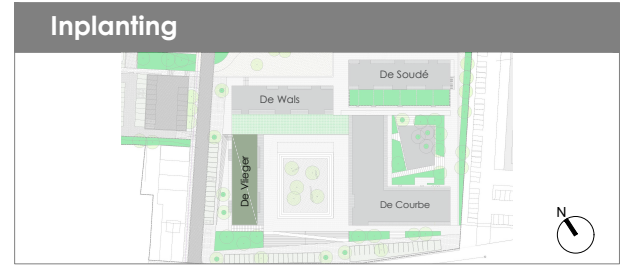 Inplanting
De Soudé
De Wals
De Vlieger
De Courbe
N